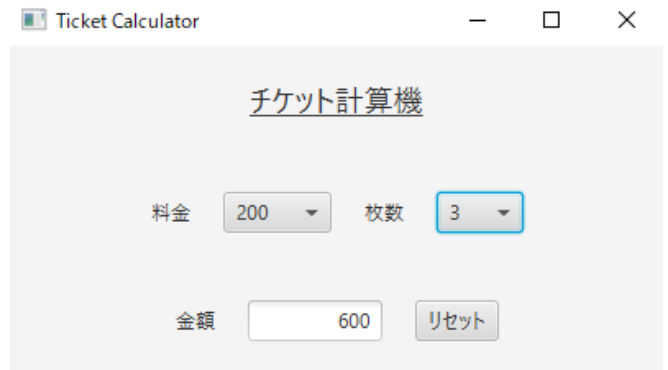 Ticket Calculator
チケット計算機
料金 200 枚数 3
金額 600 リセット